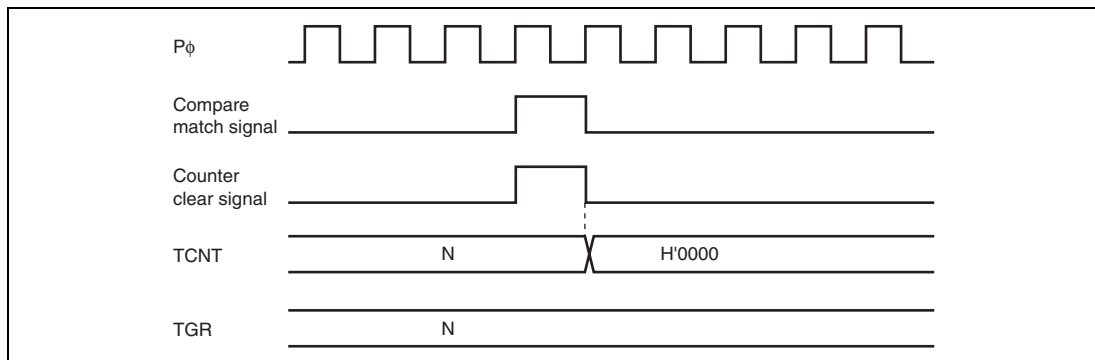 Pϕ
Compare
match signal
Counter
clear signal
TCNT
N
H'0000
TGR
N